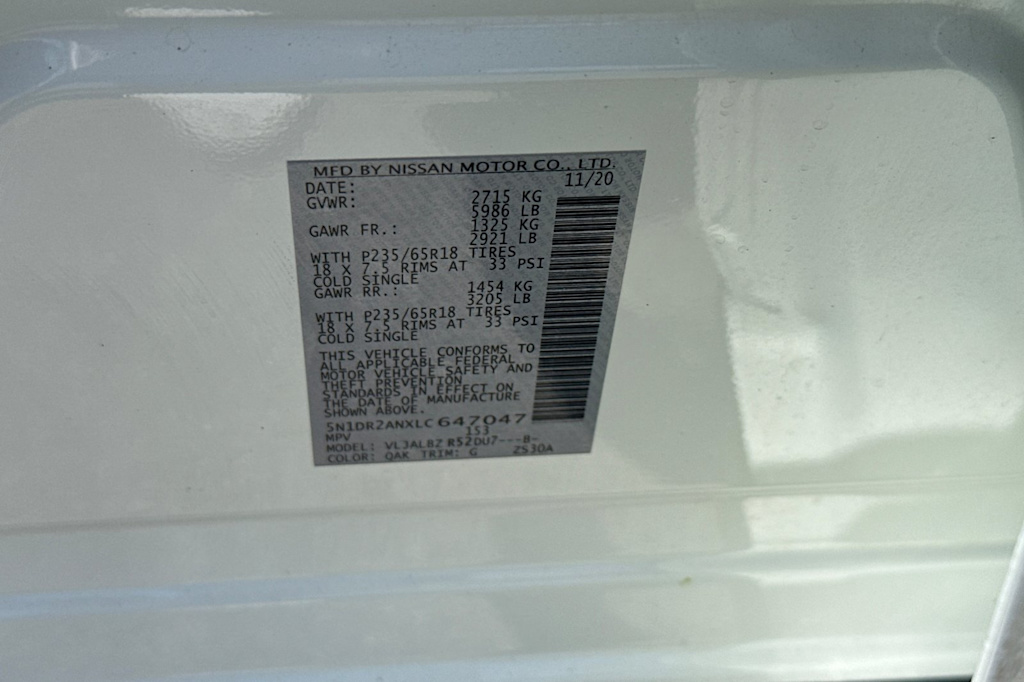 MFD BY NISSAN MOTOR CO., LTD.
DATE: 11/20
GVWR: 2715 KG
5986 LB
GAWR FR.: 1325 KG
2921 LB
WITH P235/65R18 TIRES
18 X 7.5 RIMS AT 33 PSI
COLD SINGLE
GAWR RR.: 1454 KG
3205 LB
WITH P235/65R18 TIRES
18 X 7.5 RIMS AT 33 PSI
COLD SINGLE
THIS VEHICLE CONFORMS TO
ALL APPLICABLE FEDERAL
MOTOR VEHICLE SAFETY AND
THEFT PREVENTION
STANDARDS IN EFFECT ON
THE DATE OF MANUFACTURE
SHOWN ABOVE.
5N1DR2ANXLC647047
MPV 153
MODEL: VLJALBZ R52DU7---B-
COLOR: QAK TRIM: G ZS30A